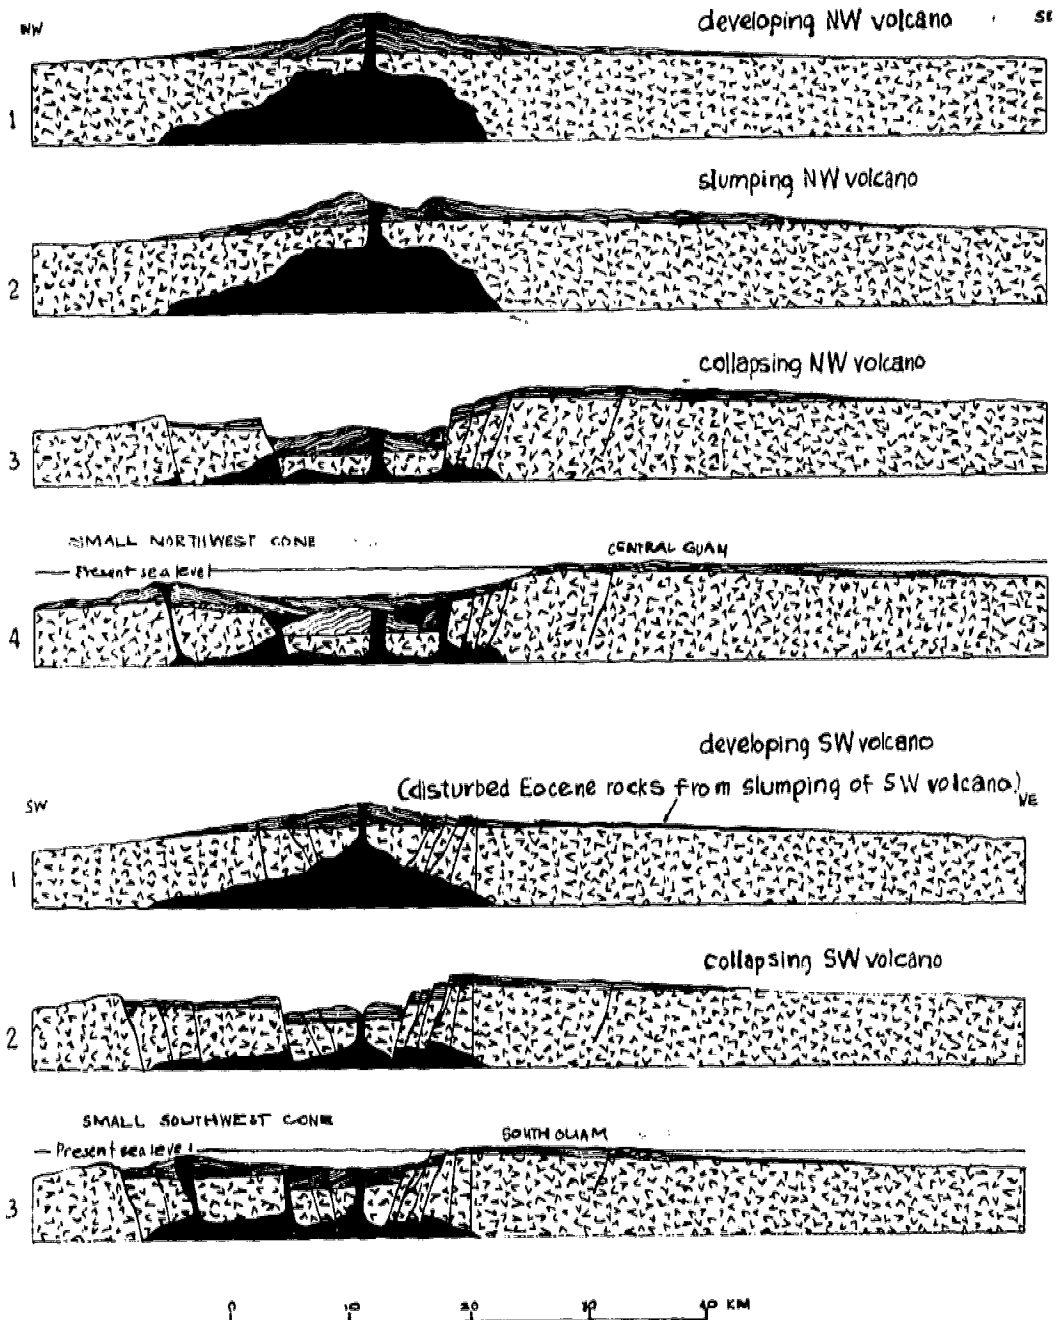 NW developing NW volcano SE
1
slumping NW volcano
2
collapsing NW volcano
3
SMALL NORTHWEST CONE
CENTRAL GUAM
Present sea level
4
developing SW volcano
(disturbed Eocene rocks from slumping of SW volcano)
SW NE
1
collapsing SW volcano
2
SMALL SOUTHWEST CONE
SOUTH GUAM
Present sea level
3
0 10 20 30 40 KM